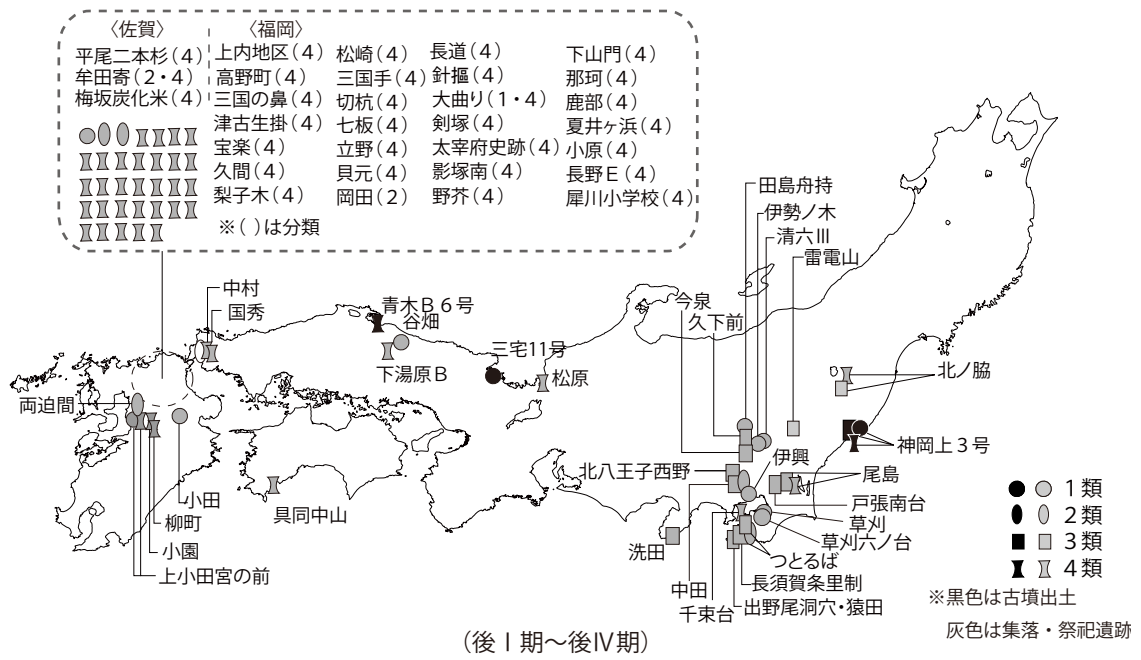 〈佐賀〉
平尾二本杉(4)
牟田寄(2・4)
梅坂炭化米(4)
〈福岡〉
上内地区(4)
高野町(4)
三国の鼻(4)
津古生掛(4)
宝楽(4)
久間(4)
梨子木(4)
松崎(4)
三国手(4)
切杭(4)
七板(4)
立野(4)
貝元(4)
岡田(2)
長道(4)
針摳(4)
大曲り(1・4)
剣塚(4)
太宰府史跡(4)
影塚南(4)
野芥(4)
下山門(4)
那珂(4)
鹿部(4)
夏井ヶ浜(4)
小原(4)
長野E(4)
犀川小学校(4)
※( )は分類
田島舟持
伊勢ノ木
清六Ⅲ
雷電山
中村
国秀
青木B6号
谷畑
今泉
久下前
三宅11号
下湯原B
松原
北ノ脇
両迫間
神岡上3号
伊興
北八王子西野
尾島
小田
具同中山
戸張南台
柳町
草刈
小園
洗田
草刈六ノ台
上小田宮の前
つとるば
中田
長須賀条里制
千束台
出野尾洞穴・猿田
1類
2類
3類
4類
※黒色は古墳出土
灰色は集落・祭祀遺跡
(後Ⅰ期〜後Ⅳ期)